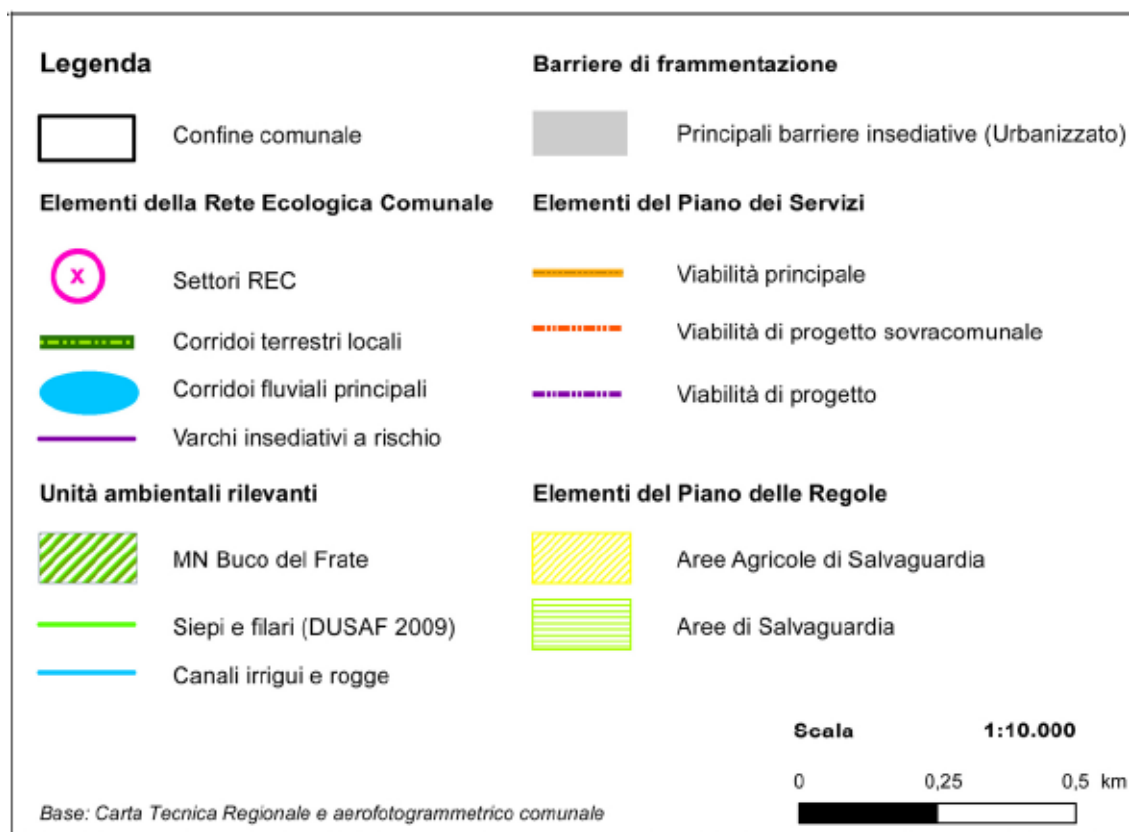 Legenda
Confine comunale
Elementi della Rete Ecologica Comunale
x
Settori REC
Corridoi terrestri locali
Corridoi fluviali principali
Varchi insediativi a rischio
Unità ambientali rilevanti
MN Buco del Frate
Siepi e filari (DUSAF 2009)
Canali irrigui e rogge
Barriere di frammentazione
Principali barriere insediative (Urbanizzato)
Elementi del Piano dei Servizi
Viabilità principale
Viabilità di progetto sovracomunale
Viabilità di progetto
Elementi del Piano delle Regole
Aree Agricole di Salvaguardia
Aree di Salvaguardia
Scala 1:10.000
0 0,25 0,5 km
Base: Carta Tecnica Regionale e aerofotogrammetrico comunale